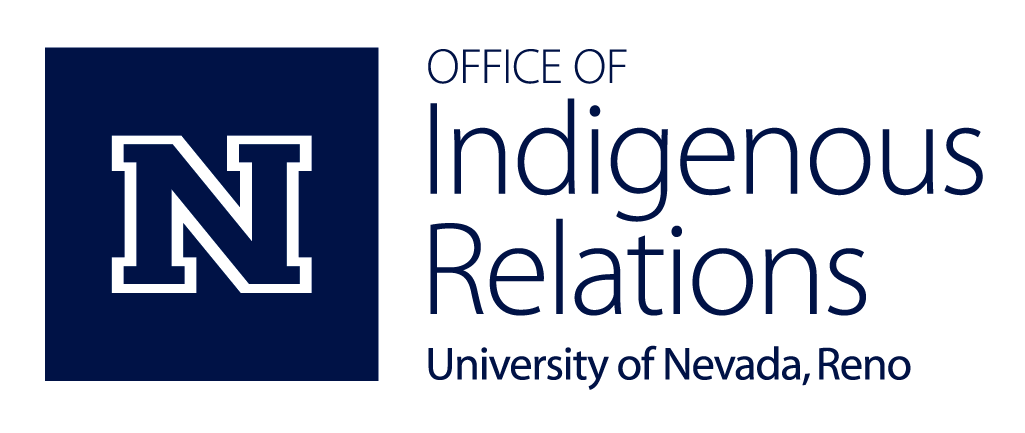 N
OFFICE OF
Indigenous
Relations
University of Nevada, Reno